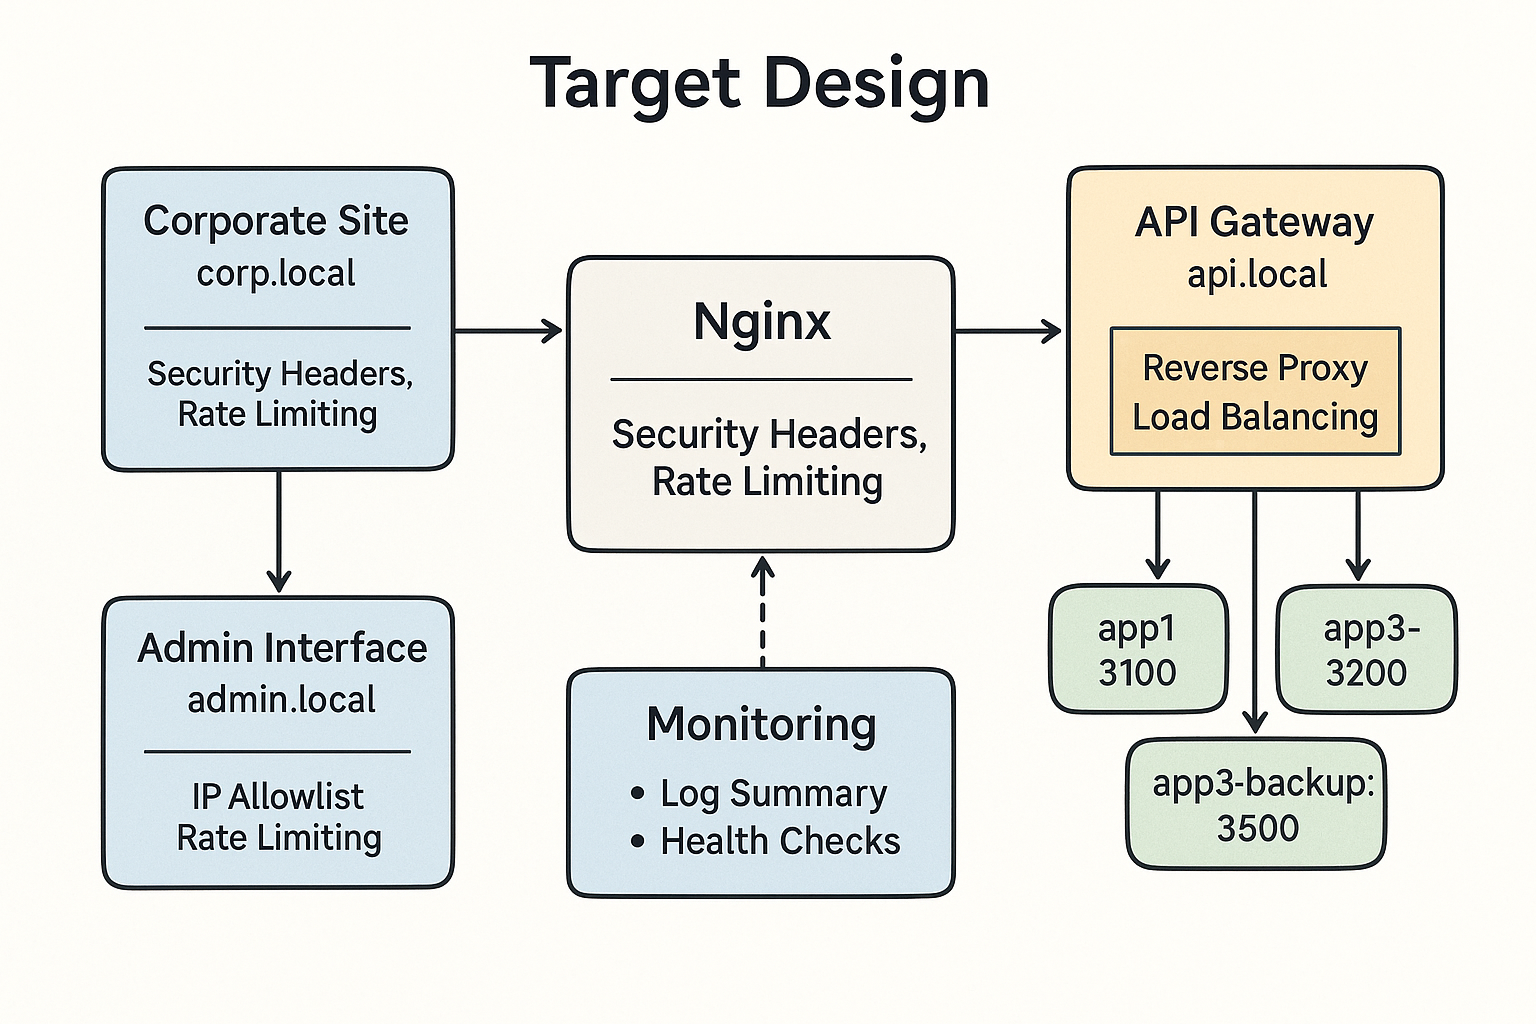 Target Design
Corporate Site
corp.local
Security Headers,
Rate Limiting
Admin Interface
admin.local
IP Allowlist
Rate Limiting
Nginx
Security Headers,
Rate Limiting
Monitoring
• Log Summary
• Health Checks
API Gateway
api.local
Reverse Proxy
Load Balancing
app1
3100
app3-
3200
app3-backup:
3500